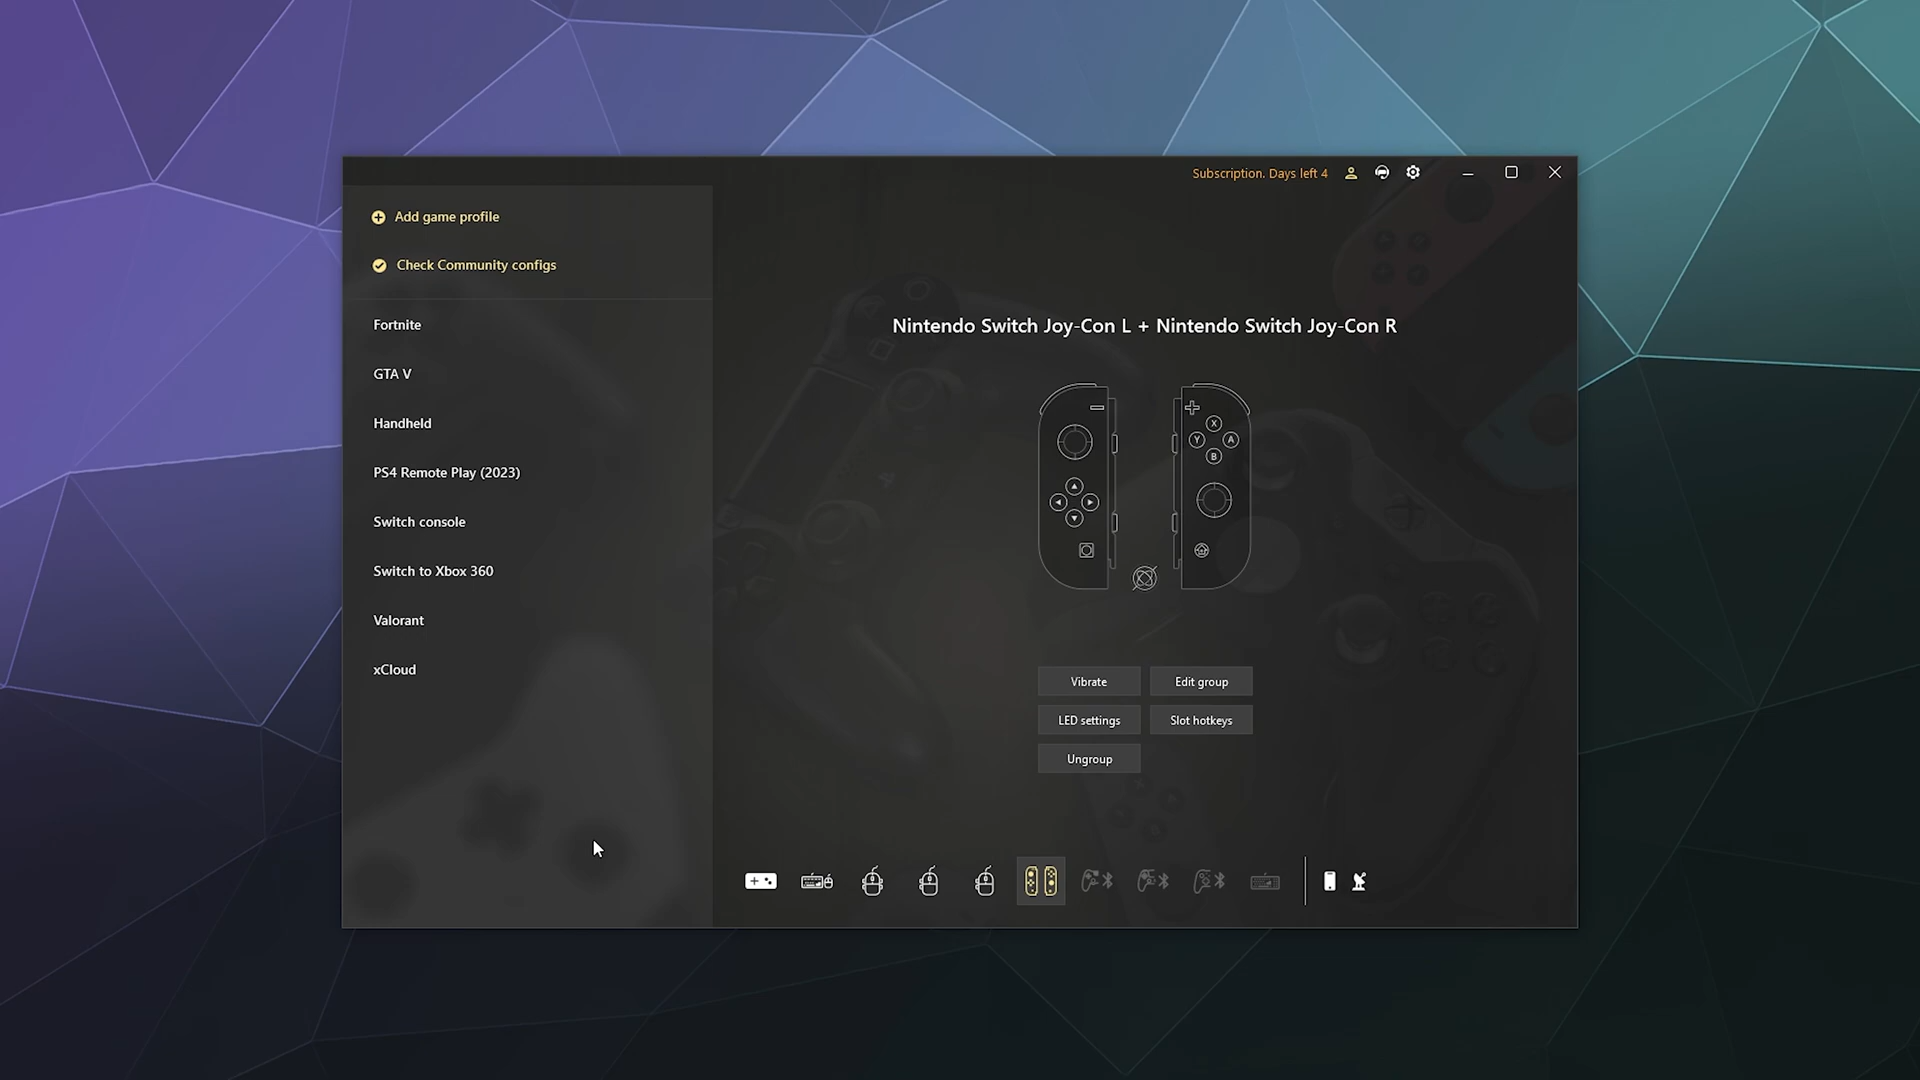 Subscription. Days left 4
Add game profile
Check Community configs
Fortnite
GTA V
Handheld
PS4 Remote Play (2023)
Switch console
Switch to Xbox 360
Valorant
xCloud
Nintendo Switch Joy-Con L + Nintendo Switch Joy-Con R
X
Y
A
B
Vibrate
Edit group
LED settings
Slot hotkeys
Ungroup